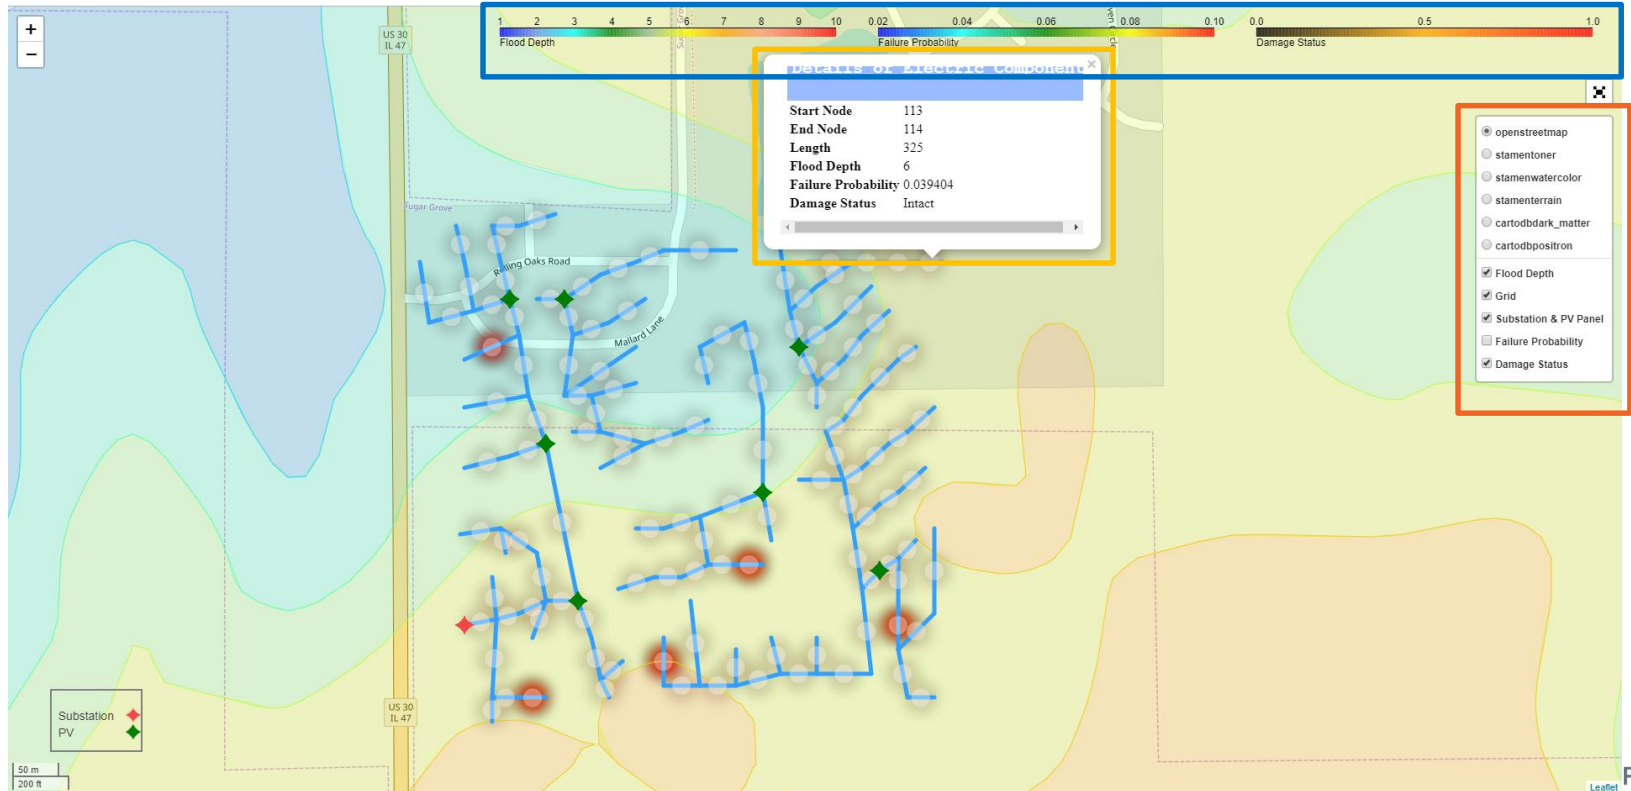 +
−
US 30
IL 47
1 2 3 4 5 6 7 8 9 10
Flood Depth
0.02 0.04 0.06 0.08 0.10
Failure Probability
0.0 0.5 1.0
Damage Status
Details of Electric Component
×
Start Node 113
End Node 114
Length 325
Flood Depth 6
Failure Probability 0.039404
Damage Status Intact
openstreetmap
stamentoner
stamenwatercolor
stamenterrain
cartodbdark_matter
cartodbpositron
Flood Depth
Grid
Substation & PV Panel
Failure Probability
Damage Status
Sugar Grove
Rolling Oaks Road
Mallard Lane
Substation
PV
US 30
IL 47
50 m
200 ft
Leaflet